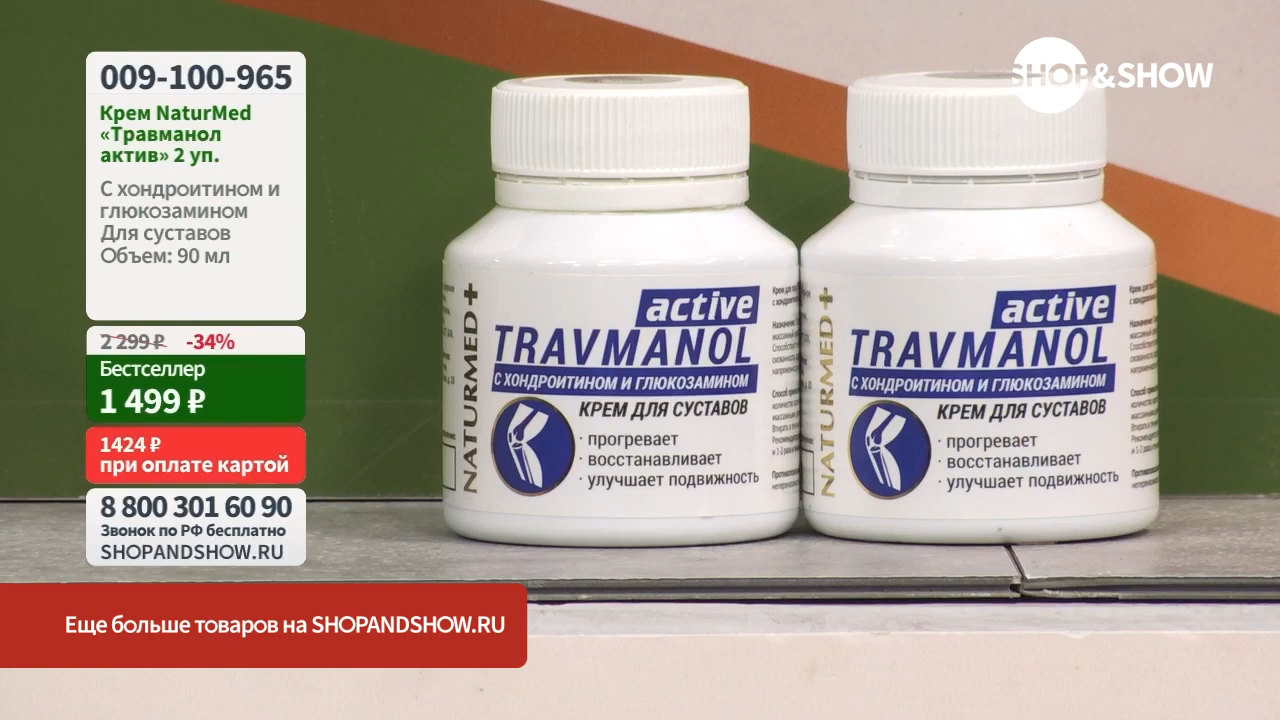 009-100-965
Крем NaturMed
«Травманол
актив» 2 уп.
С хондроитином и
глюкозамином
Для суставов
Объем: 90 мл
2 299 ₽ -34%
Бестселлер
1 499 ₽
1424 ₽
при оплате картой
8 800 301 60 90
Звонок по РФ бесплатно
SHOPANDSHOW.RU
Еще больше товаров на SHOPANDSHOW.RU
SHOP&SHOW
NATURMED+
active
TRAVMANOL
С ХОНДРОИТИНОМ И ГЛЮКОЗАМИНОМ
КРЕМ ДЛЯ СУСТАВОВ
· прогревает
· восстанавливает
· улучшает подвижность
NATURMED+
active
TRAVMANOL
С ХОНДРОИТИНОМ И ГЛЮКОЗАМИНОМ
КРЕМ ДЛЯ СУСТАВОВ
· прогревает
· восстанавливает
· улучшает подвижность